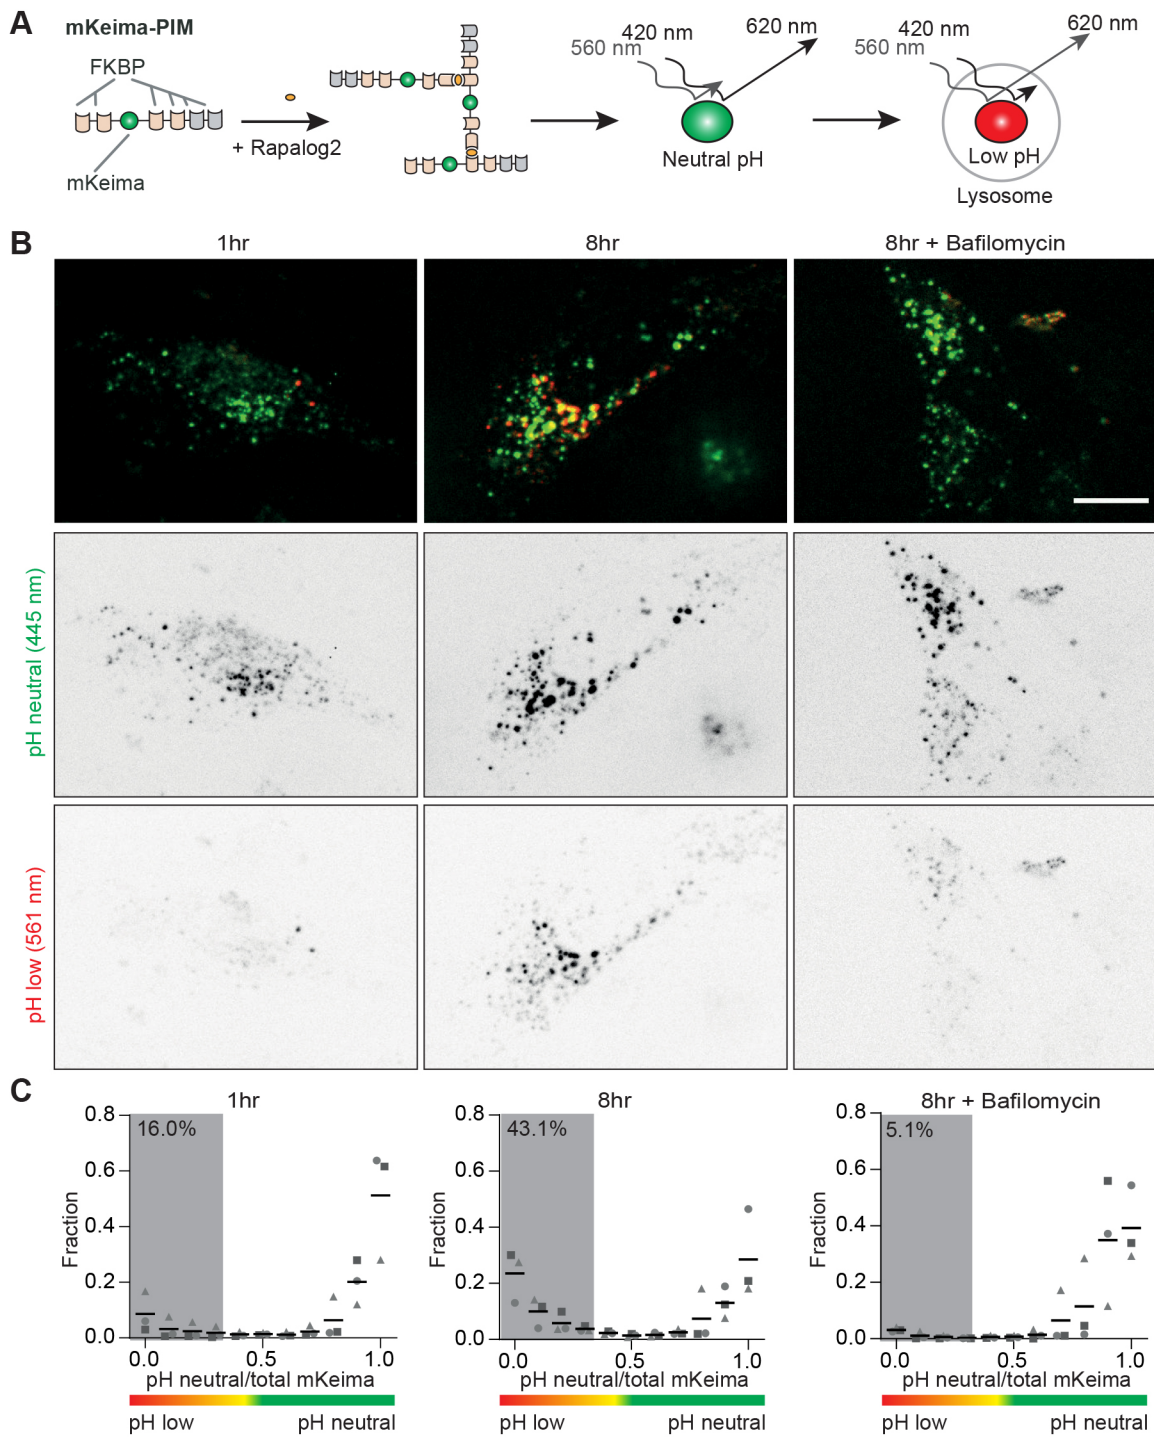 A
mKeima-PIM
FKBP
mKeima
+ Rapalog2
560 nm
420 nm
620 nm
Neutral pH
560 nm
420 nm
620 nm
Low pH
Lysosome
B
1hr
8hr
8hr + Bafilomycin
pH neutral (445 nm)
pH low (561 nm)
C
1hr
16.0%
Fraction
0.8
0.6
0.4
0.2
0.0
0.0 0.5 1.0
pH neutral/total mKeima
pH low pH neutral
8hr
43.1%
Fraction
0.8
0.6
0.4
0.2
0.0
0.0 0.5 1.0
pH neutral/total mKeima
pH low pH neutral
8hr + Bafilomycin
5.1%
Fraction
0.8
0.6
0.4
0.2
0.0
0.0 0.5 1.0
pH neutral/total mKeima
pH low pH neutral